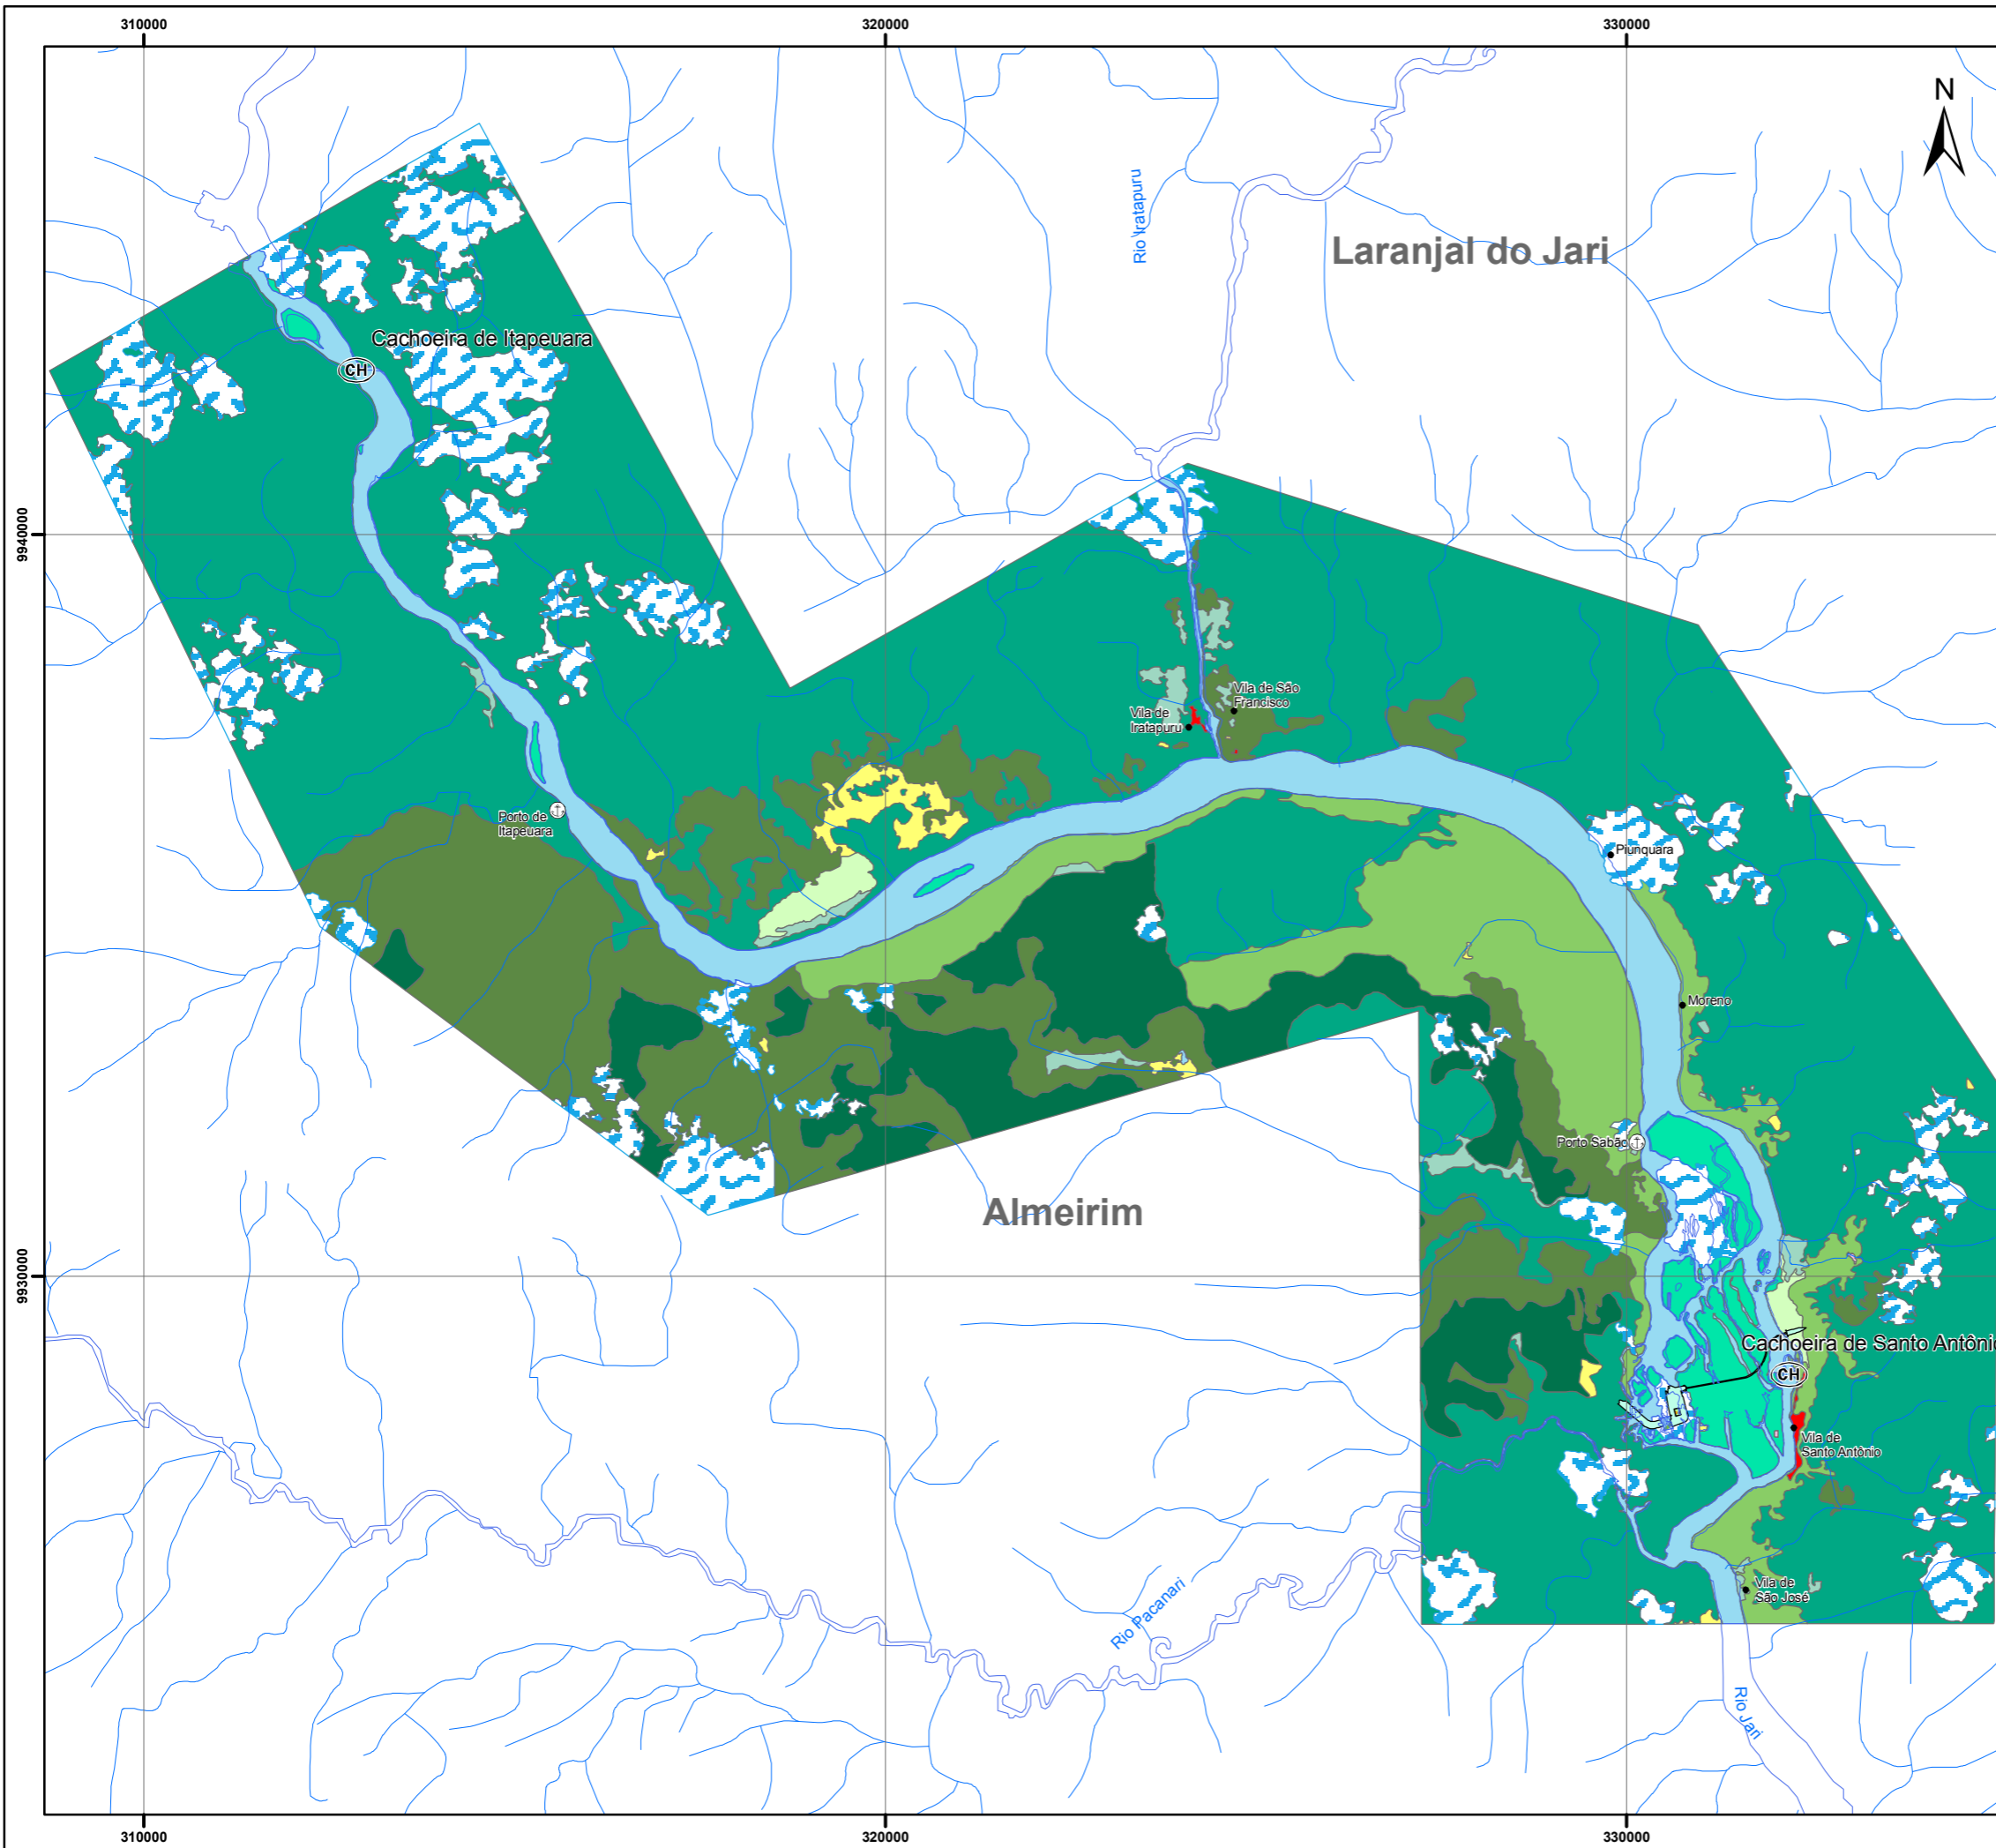 310000
320000
330000
N
Rio Iratapuru
Laranjal do Jari
Cachoeira de Itapeuara
CH
9940000
9940000
Vila de São
Francisco
Vila de
Iratapuru
Porto de
Itapeuara
Piunquara
Moreno
Porto Sabão
Almeirim
9930000
Cachoeira de Santo Antôni
CH
Vila de
Santo Antônio
Vila de
São José
Rio Pacanari
Rio Jari
310000
320000
330000